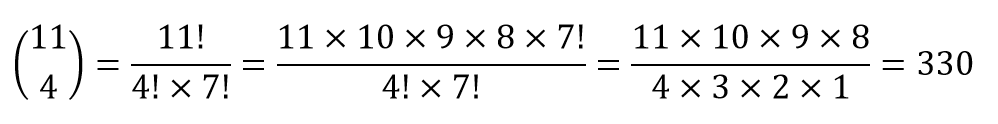 (11 4) = 11! / 4! × 7! = 11 × 10 × 9 × 8 × 7! / 4! × 7! = 11 × 10 × 9 × 8 / 4 × 3 × 2 × 1 = 330